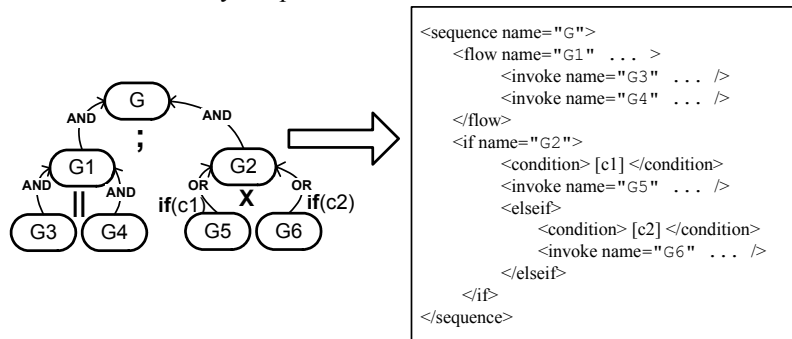 G
AND
AND
;
G1
G2
AND
AND
OR
OR
||
if(c1)
X
if(c2)
G3
G4
G5
G6
<sequence name="G">
<flow name="G1" . . . >
<invoke name="G3" . . . />
<invoke name="G4" . . . />
</flow>
<if name="G2">
<condition> [c1] </condition>
<invoke name="G5" . . . />
<elseif>
<condition> [c2] </condition>
<invoke name="G6" . . . />
</elseif>
</if>
</sequence>